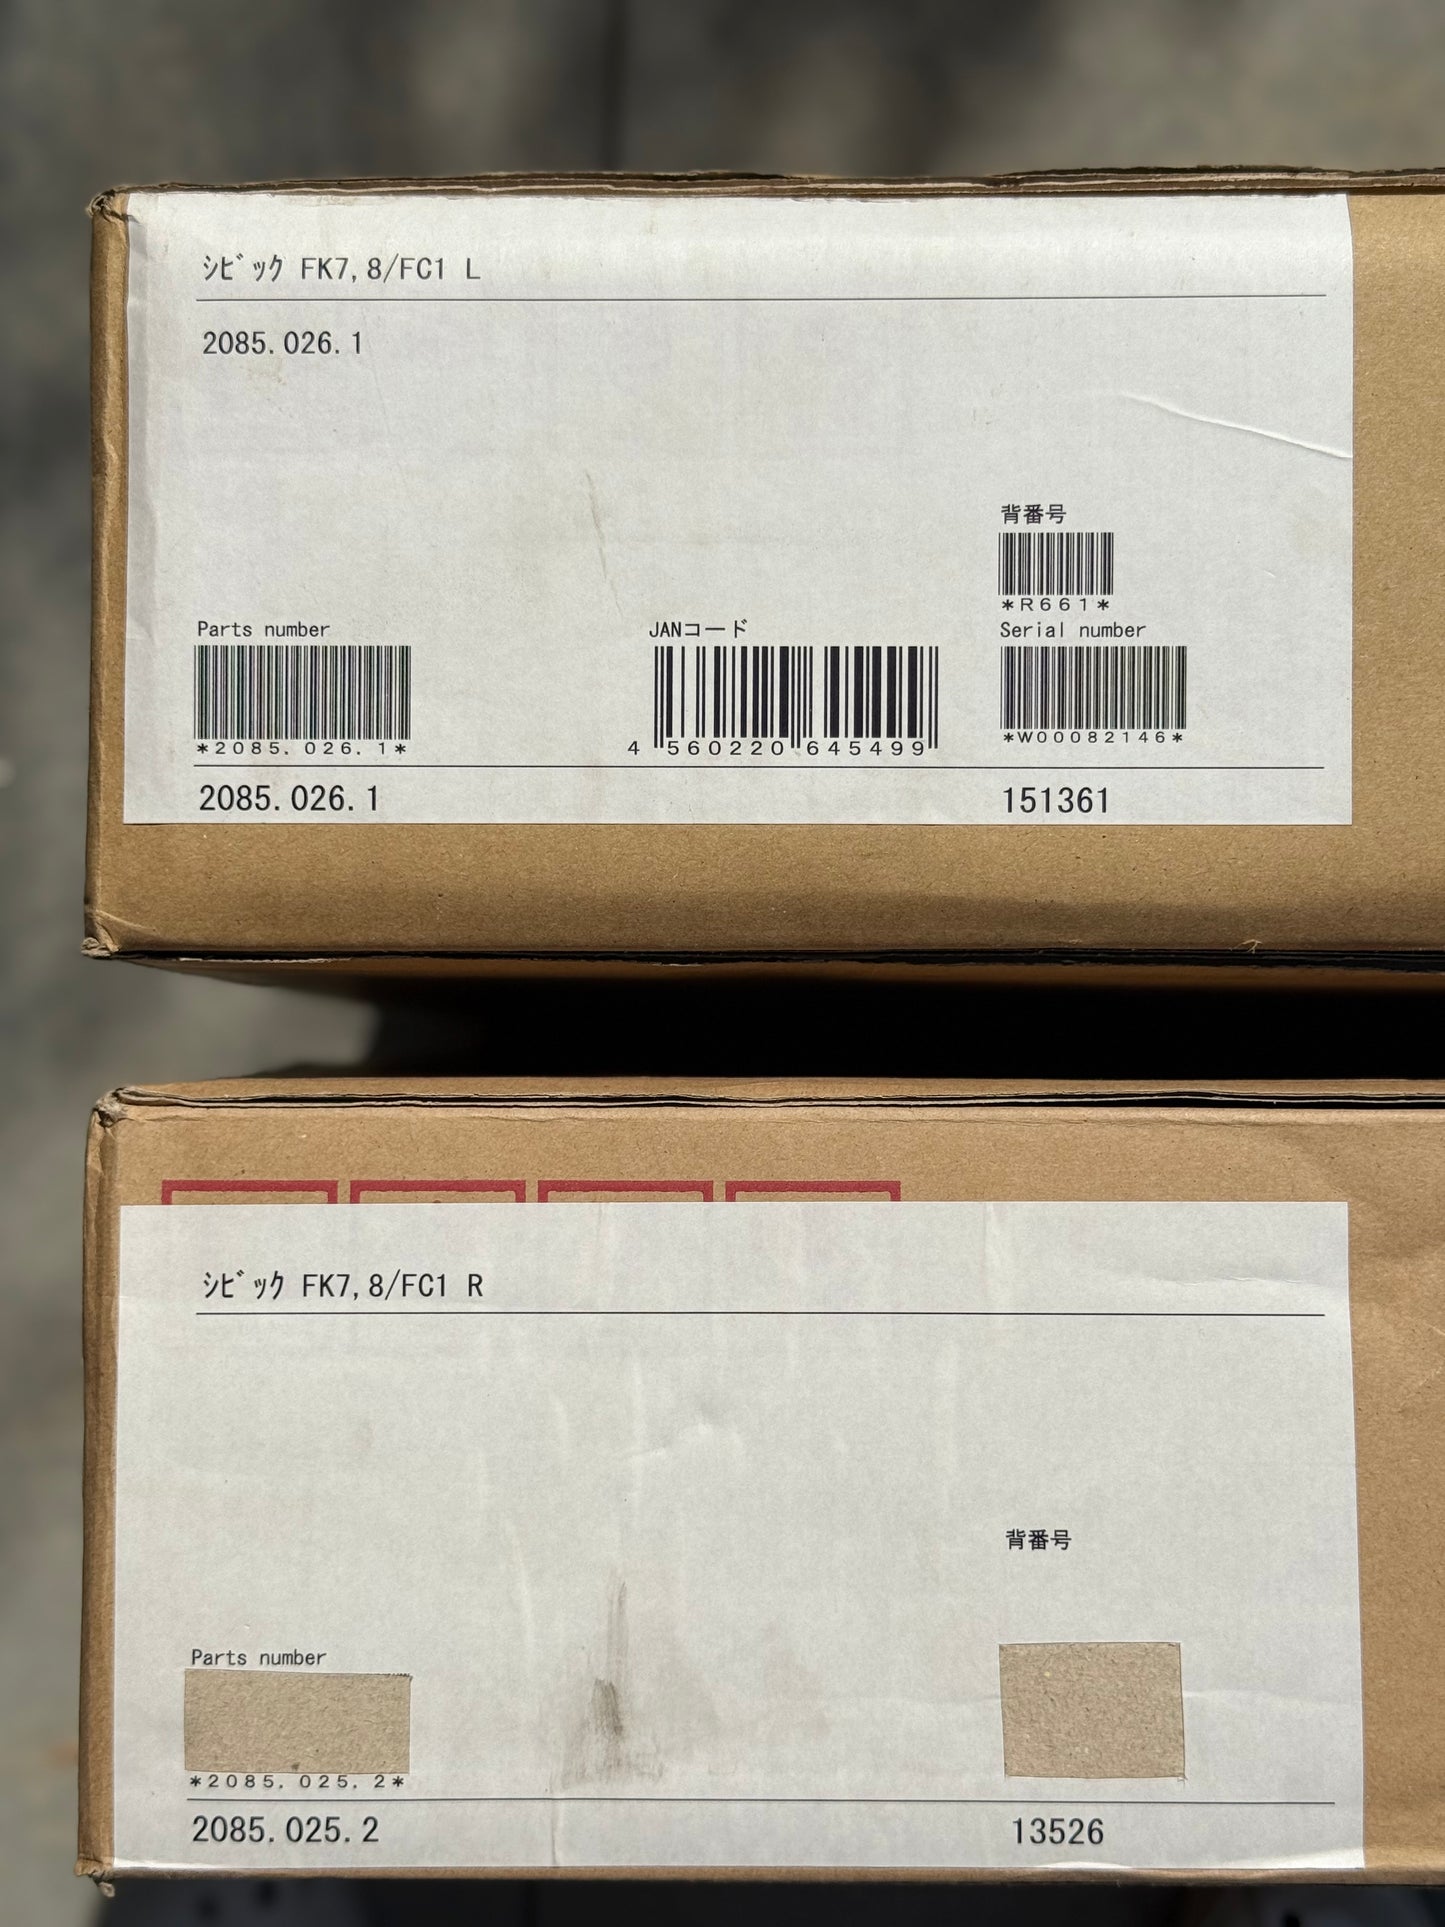 ｼﾋﾞｯｸ FK7,8/FC1 L
2085.026.1
背番号
*R661*
Parts number
JANコード
Serial number
*2085.026.1*
4 560220 645499
*W00082146*
2085.026.1
151361
ｼﾋﾞｯｸ FK7,8/FC1 R
背番号
Parts number
*2085.025.2*
2085.025.2
13526